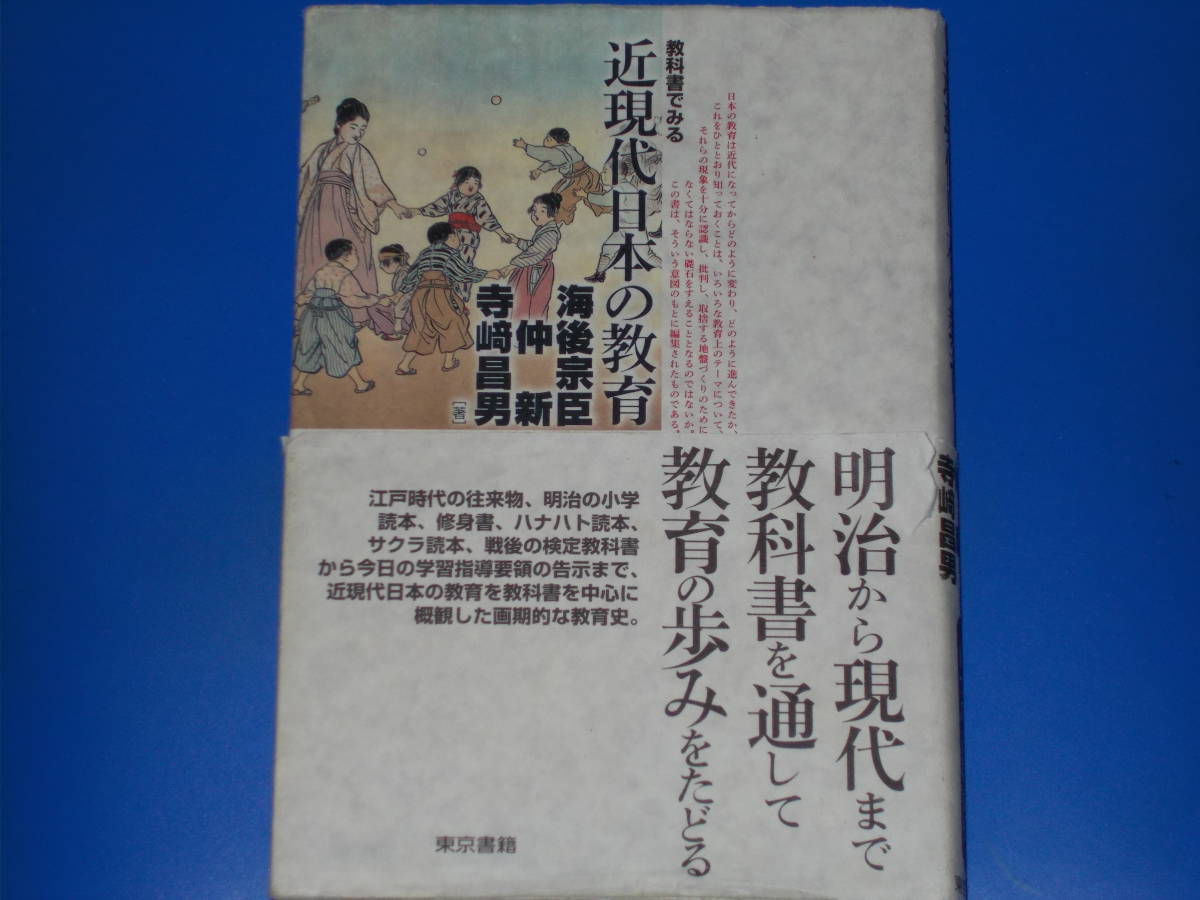 教科書でみる
近現代日本の教育
海後宗臣
仲 新
寺﨑昌男
［著］
日本の教育は近代になってからどのように変わり、どのように進んできたか、
これをひととおり知っておくことは、いろいろな教育上のテーマについて、
それらの現象を十分に認識し、批判し、取捨する地盤づくりのために
なくてはならない礎石をすえることとなるのではないか。
この書は、そういう意図のもとに編集されたものである。
明治から現代まで
教科書を通して
教育の歩みをたどる
江戸時代の往来物、明治の小学
読本、修身書、ハナハト読本、
サクラ読本、戦後の検定教科書
から今日の学習指導要領の告示まで、
近現代日本の教育を教科書を中心に
概観した画期的な教育史。
東京書籍
寺﨑昌男